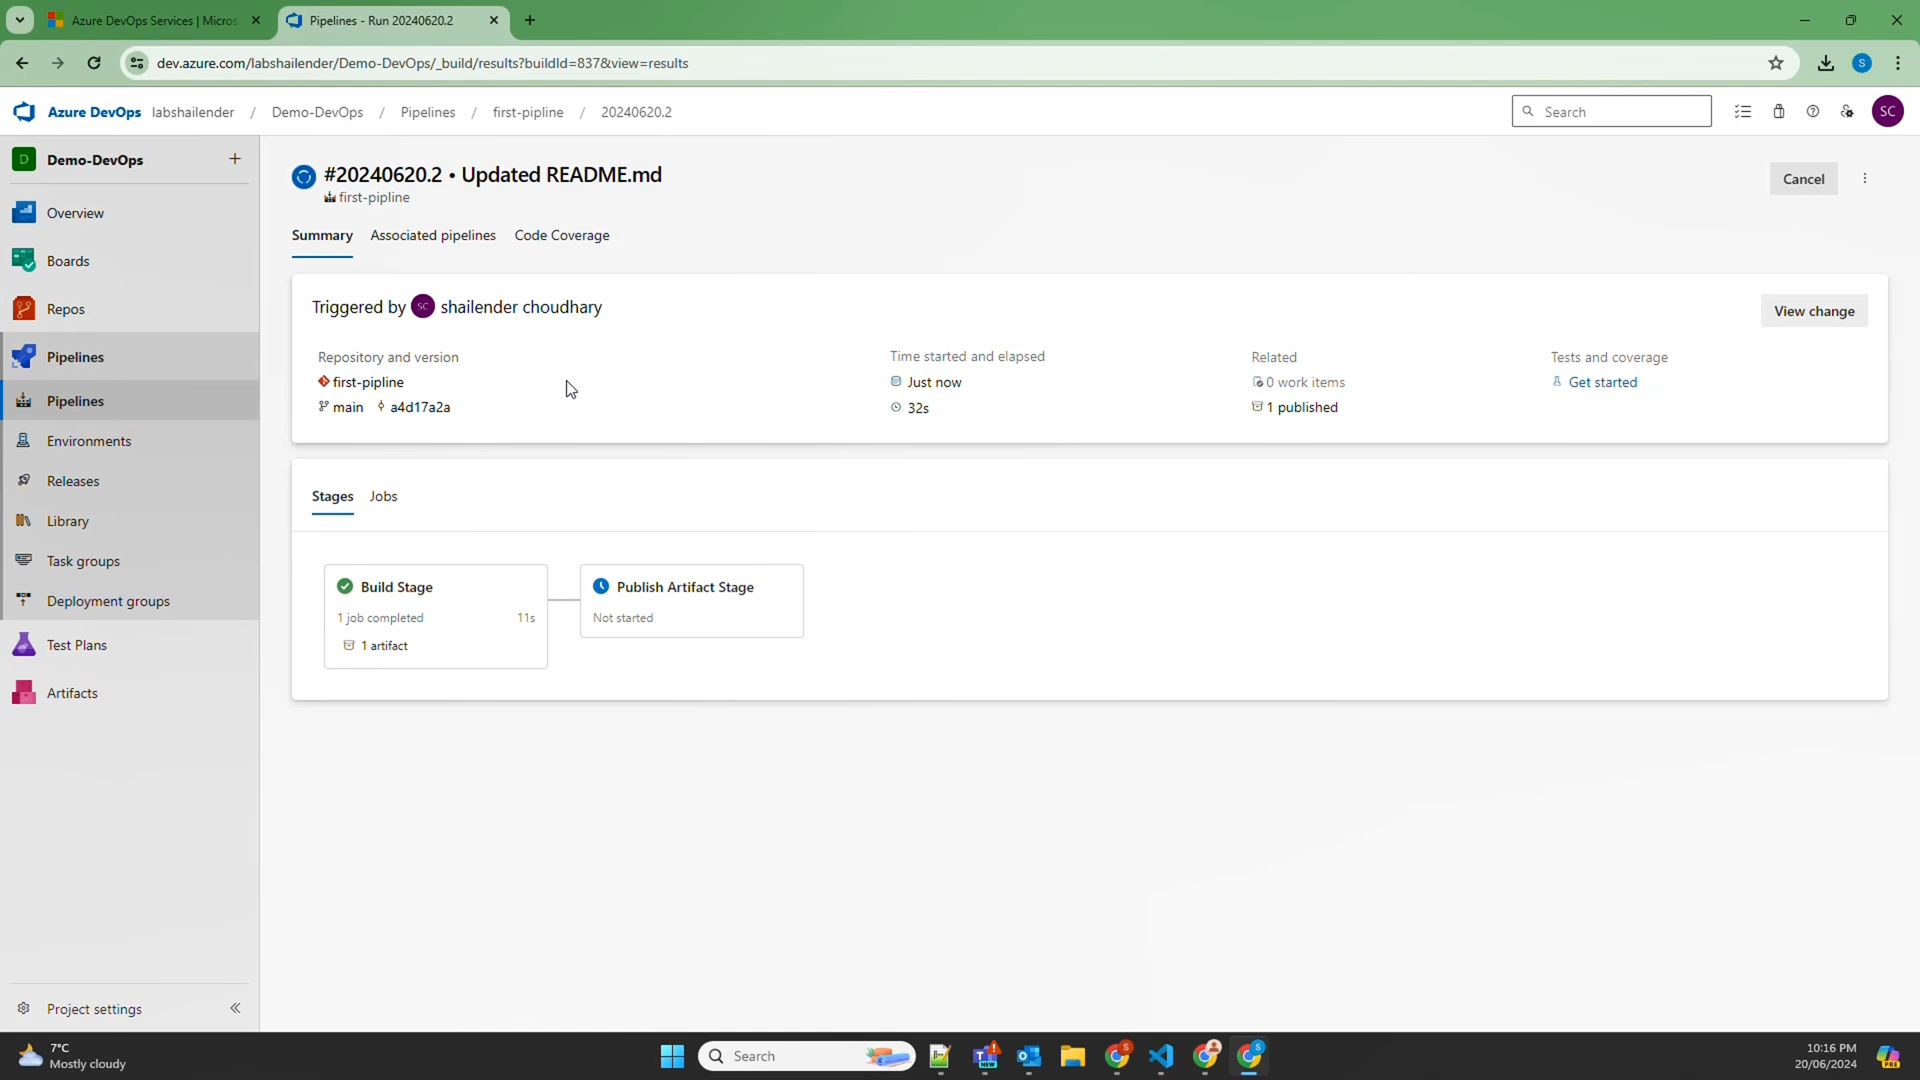 Azure DevOps Services | Micros
Pipelines - Run 20240620.2
dev.azure.com/labshailender/Demo-DevOps/_build/results?buildId=837&view=results
S
Azure DevOps labshailender / Demo-DevOps / Pipelines / first-pipline / 20240620.2
Search
SC
D Demo-DevOps +
Overview
Boards
Repos
Pipelines
Pipelines
Environments
Releases
Library
Task groups
Deployment groups
Test Plans
Artifacts
Project settings
#20240620.2 • Updated README.md
first-pipline
Cancel
Summary Associated pipelines Code Coverage
Triggered by SC shailender choudhary
View change
Repository and version
first-pipline
main a4d17a2a
Time started and elapsed
Just now
32s
Related
0 work items
1 published
Tests and coverage
Get started
Stages Jobs
Build Stage
1 job completed 11s
1 artifact
Publish Artifact Stage
Not started
7°C
Mostly cloudy
Search
NEW
S
S
10:16 PM
20/06/2024
PRE